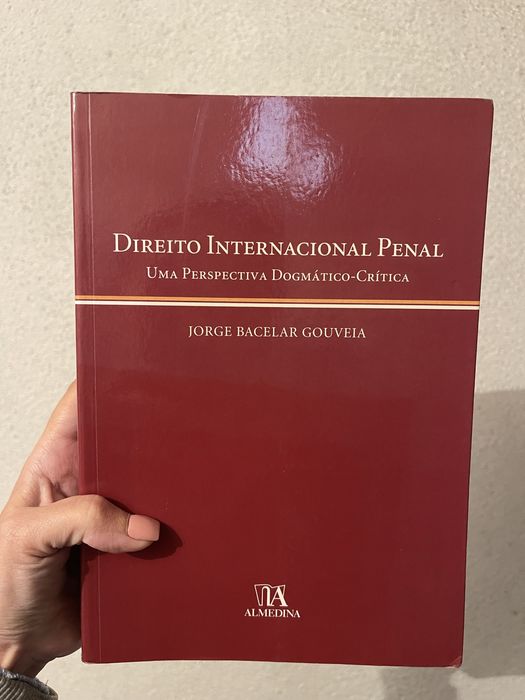 DIREITO INTERNACIONAL PENAL
UMA PERSPECTIVA DOGMÁTICO-CRÍTICA
JORGE BACELAR GOUVEIA
ALMEDINA